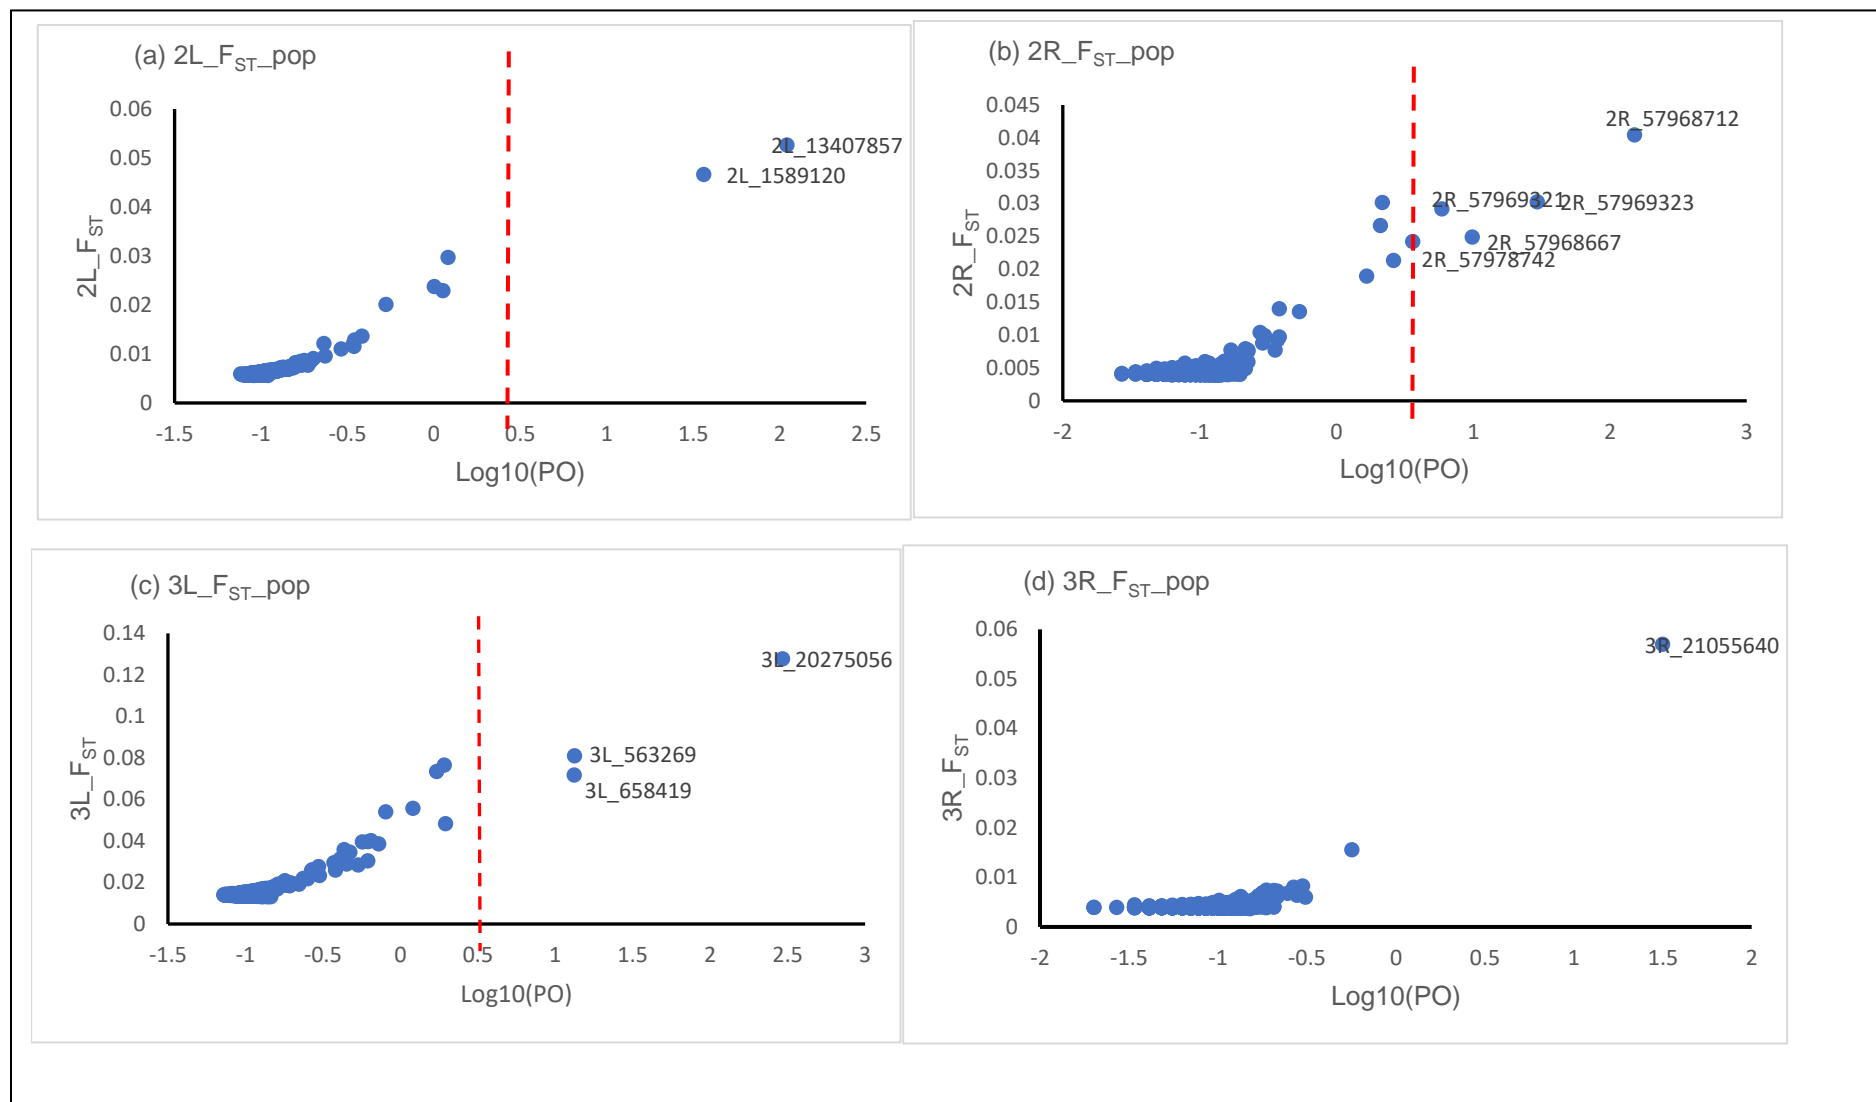 (a) 2L_FST_pop
0.06
0.05
0.04
0.03
0.02
0.01
0
2L_FST
-1.5 -1 -0.5 0 0.5 1 1.5 2 2.5
Log10(PO)
2L_13407857
2L_1589120
(b) 2R_FST_pop
0.045
0.04
0.035
0.03
0.025
0.02
0.015
0.01
0.005
0
2R_FST
-2 -1 0 1 2 3
Log10(PO)
2R_57968712
2R_57969321
2R_57969323
2R_57968667
2R_57978742
(c) 3L_FST_pop
0.14
0.12
0.1
0.08
0.06
0.04
0.02
0
3L_FST
-1.5 -1 -0.5 0 0.5 1 1.5 2 2.5 3
Log10(PO)
3L_20275056
3L_563269
3L_658419
(d) 3R_FST_pop
0.06
0.05
0.04
0.03
0.02
0.01
0
3R_FST
-2 -1.5 -1 -0.5 0 0.5 1 1.5 2
Log10(PO)
3R_21055640